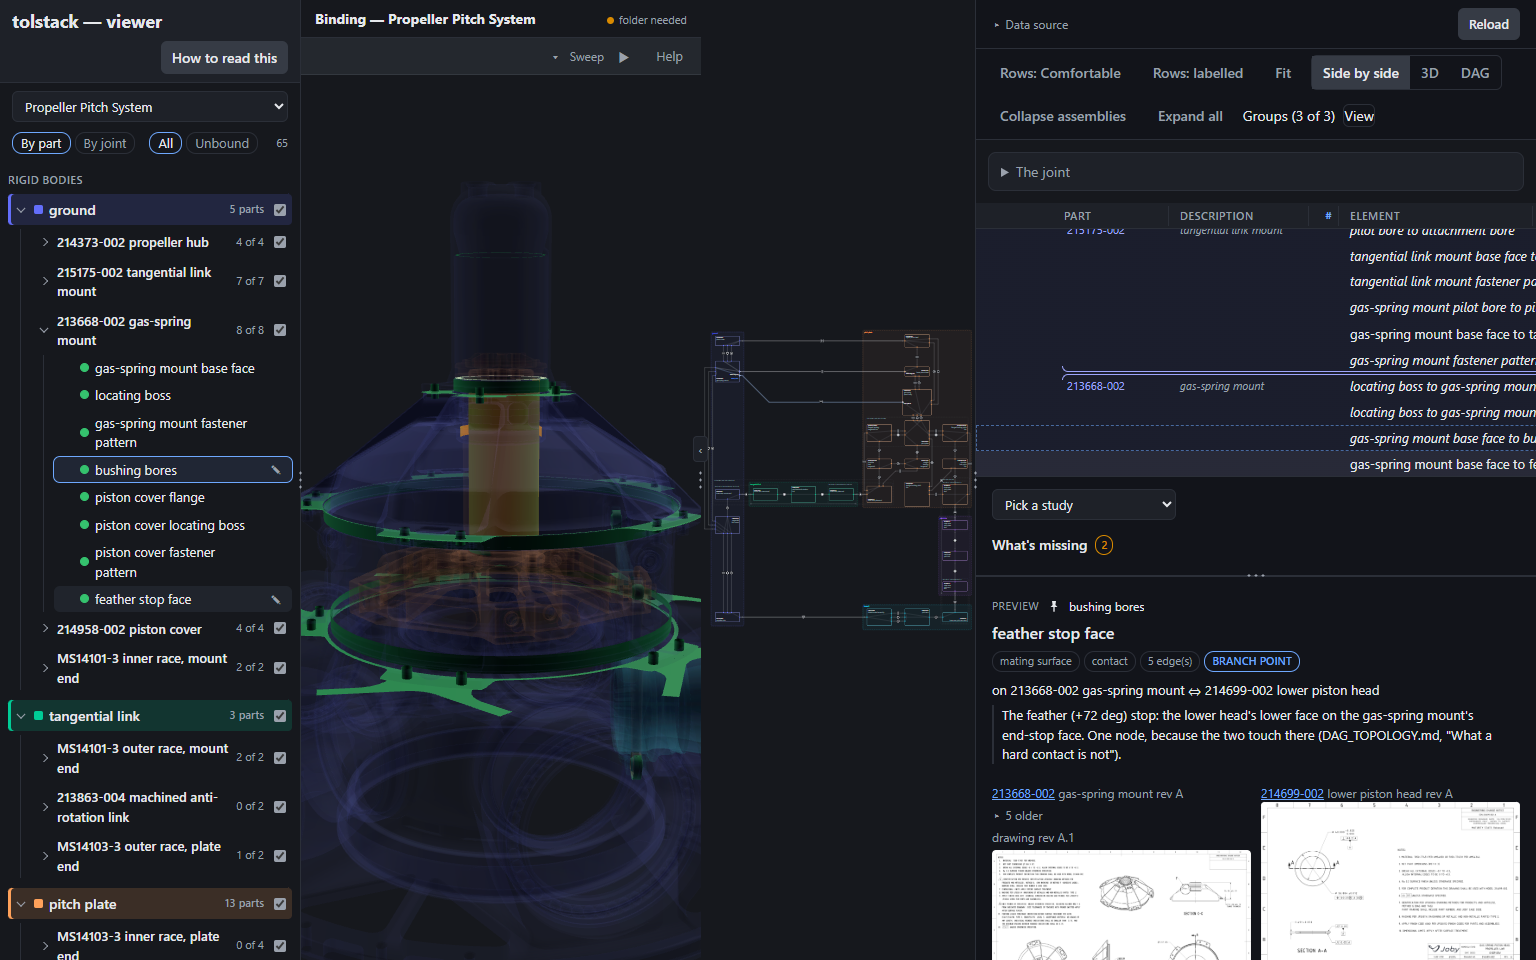 tolstack — viewer
How to read this
Propeller Pitch System
By part
By joint
All
Unbound
65
RIGID BODIES
ground
5 parts
214373-002 propeller hub
4 of 4
215175-002 tangential link
mount
7 of 7
213668-002 gas-spring
mount
8 of 8
gas-spring mount base face
locating boss
gas-spring mount fastener
pattern
bushing bores
piston cover flange
piston cover locating boss
piston cover fastener
pattern
feather stop face
214958-002 piston cover
4 of 4
MS14101-3 inner race, mount
end
2 of 2
tangential link
3 parts
MS14101-3 outer race, mount
end
2 of 2
213863-004 machined anti-
rotation link
0 of 2
MS14103-3 outer race, plate
end
1 of 2
pitch plate
13 parts
MS14103-3 inner race, plate
end
0 of 4
Binding — Propeller Pitch System
folder needed
Sweep
Help
Data source
Reload
Rows: Comfortable
Rows: labelled
Fit
Side by side
3D
DAG
Collapse assemblies
Expand all
Groups (3 of 3)
View
The joint
PART
DESCRIPTION
#
ELEMENT
215175-002
tangential link mount
pilot bore to attachment bore
tangential link mount base face t
tangential link mount fastener pa
gas-spring mount pilot bore to pi
gas-spring mount base face to ta
gas-spring mount fastener patter
213668-002
gas-spring mount
locating boss to gas-spring moun
locating boss to gas-spring moun
gas-spring mount base face to bu
gas-spring mount base face to fe
Pick a study
What's missing
2
PREVIEW
bushing bores
feather stop face
mating surface
contact
5 edge(s)
BRANCH POINT
on 213668-002 gas-spring mount ⇔ 214699-002 lower piston head
The feather (+72 deg) stop: the lower head's lower face on the gas-spring mount's
end-stop face. One node, because the two touch there (DAG_TOPOLOGY.md, "What a
hard contact is not").
213668-002 gas-spring mount rev A
5 older
drawing rev A.1
214699-002 lower piston head rev A
SECTION A-A
Joby